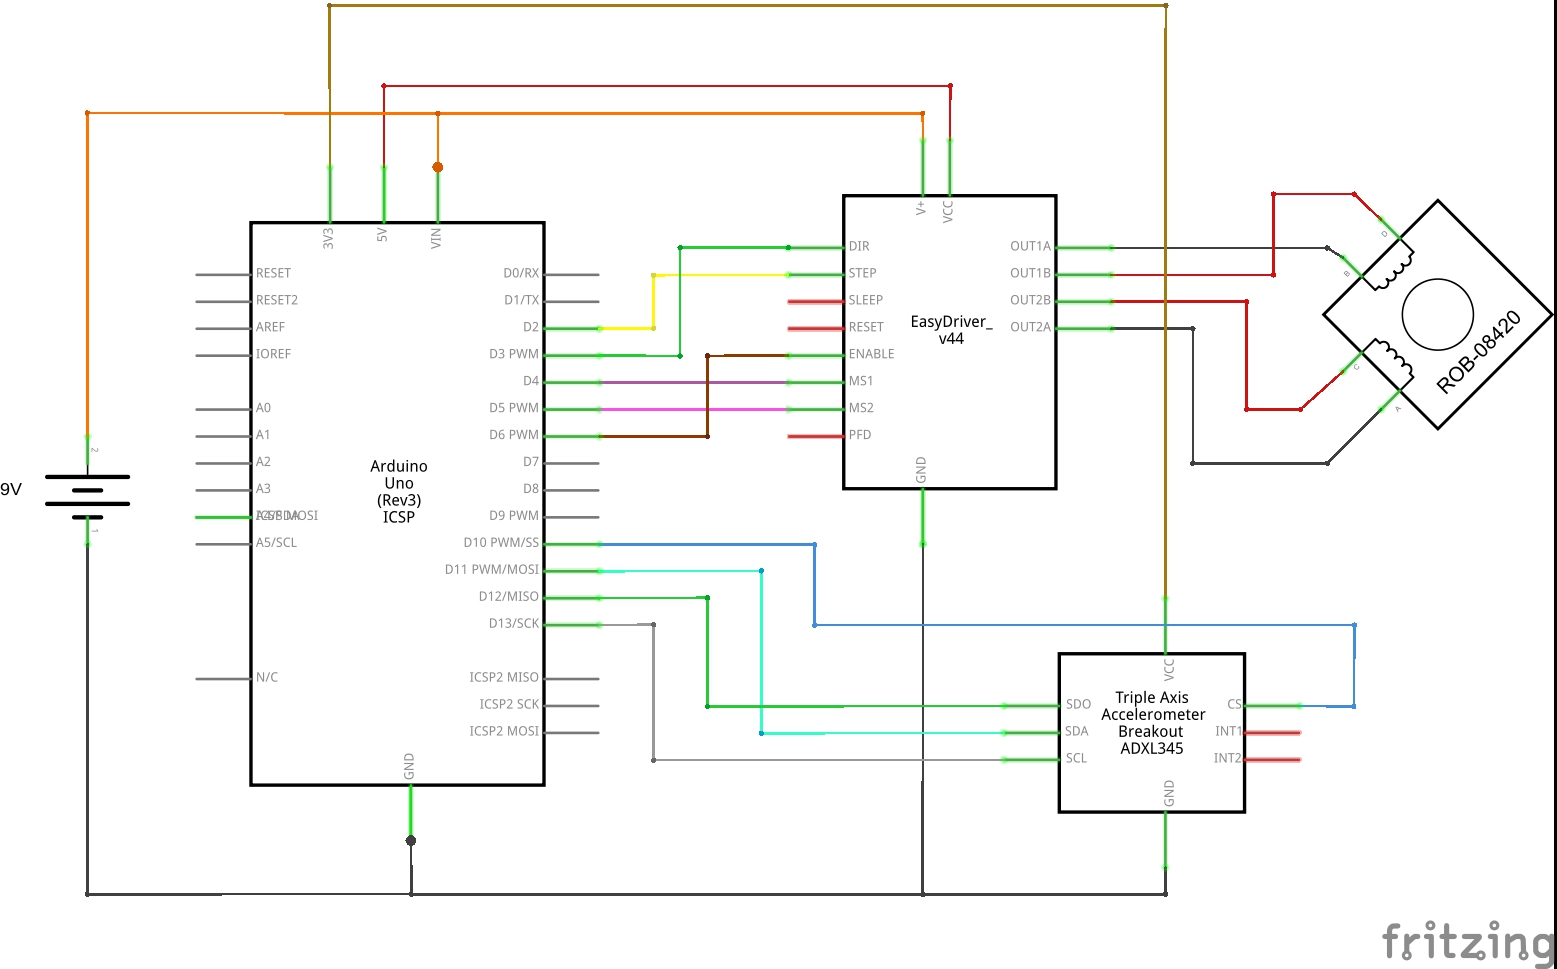 3V3
5V
VIN
V+
VCC
RESET
RESET2
AREF
IOREF
A0
A1
A2
A3
A5/SCL
N/C
Arduino
Uno
(Rev3)
ICSP
D0/RX
D1/TX
D2
D3 PWM
D4
D5 PWM
D6 PWM
D7
D8
D9 PWM
D10 PWM/SS
D11 PWM/MOSI
D12/MISO
D13/SCK
ICSP2 MISO
ICSP2 SCK
ICSP2 MOSI
GND
9V
2
1
DIR
STEP
SLEEP
RESET
ENABLE
MS1
MS2
PFD
EasyDriver_
v44
OUT1A
OUT1B
OUT2B
OUT2A
GND
D
B
C
A
ROB-08420
VCC
SDO
SDA
SCL
Triple Axis
Accelerometer
Breakout
ADXL345
CS
INT1
INT2
GND
fritzing